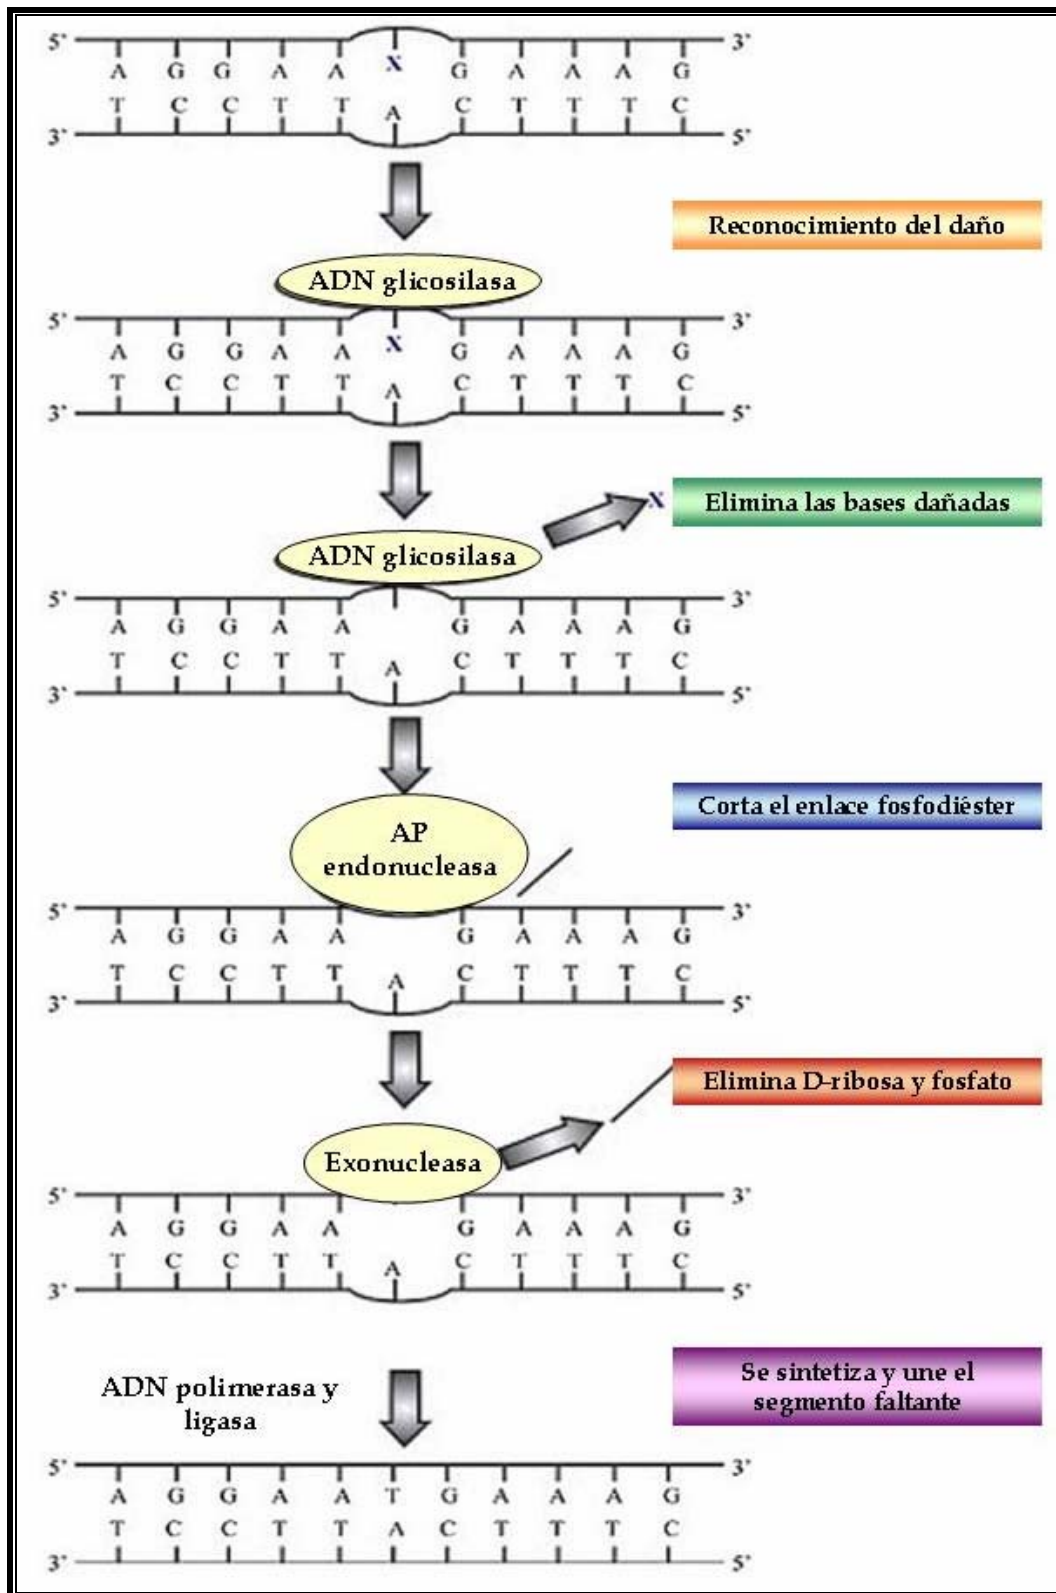 5' 3'
A G G A A X G A A A G
T C C T T A C T T T C
3' 5'
Reconocimiento del daño
ADN glicosilasa
5' 3'
A G G A A X G A A A G
T C C T T A C T T T C
3' 5'
X
Elimina las bases dañadas
ADN glicosilasa
5' 3'
A G G A A G A A A G
T C C T T A C T T T C
3' 5'
Corta el enlace fosfodiéster
AP
endonucleasa
5' 3'
A G G A A G A A A G
T C C T T A C T T T C
3' 5'
Elimina D-ribosa y fosfato
Exonucleasa
5' 3'
A G G A A G A A A G
T C C T T A C T T T C
3' 5'
Se sintetiza y une el
segmento faltante
ADN polimerasa y
ligasa
5' 3'
A G G A A T G A A A G
T C C T T A C T T T C
3' 5'